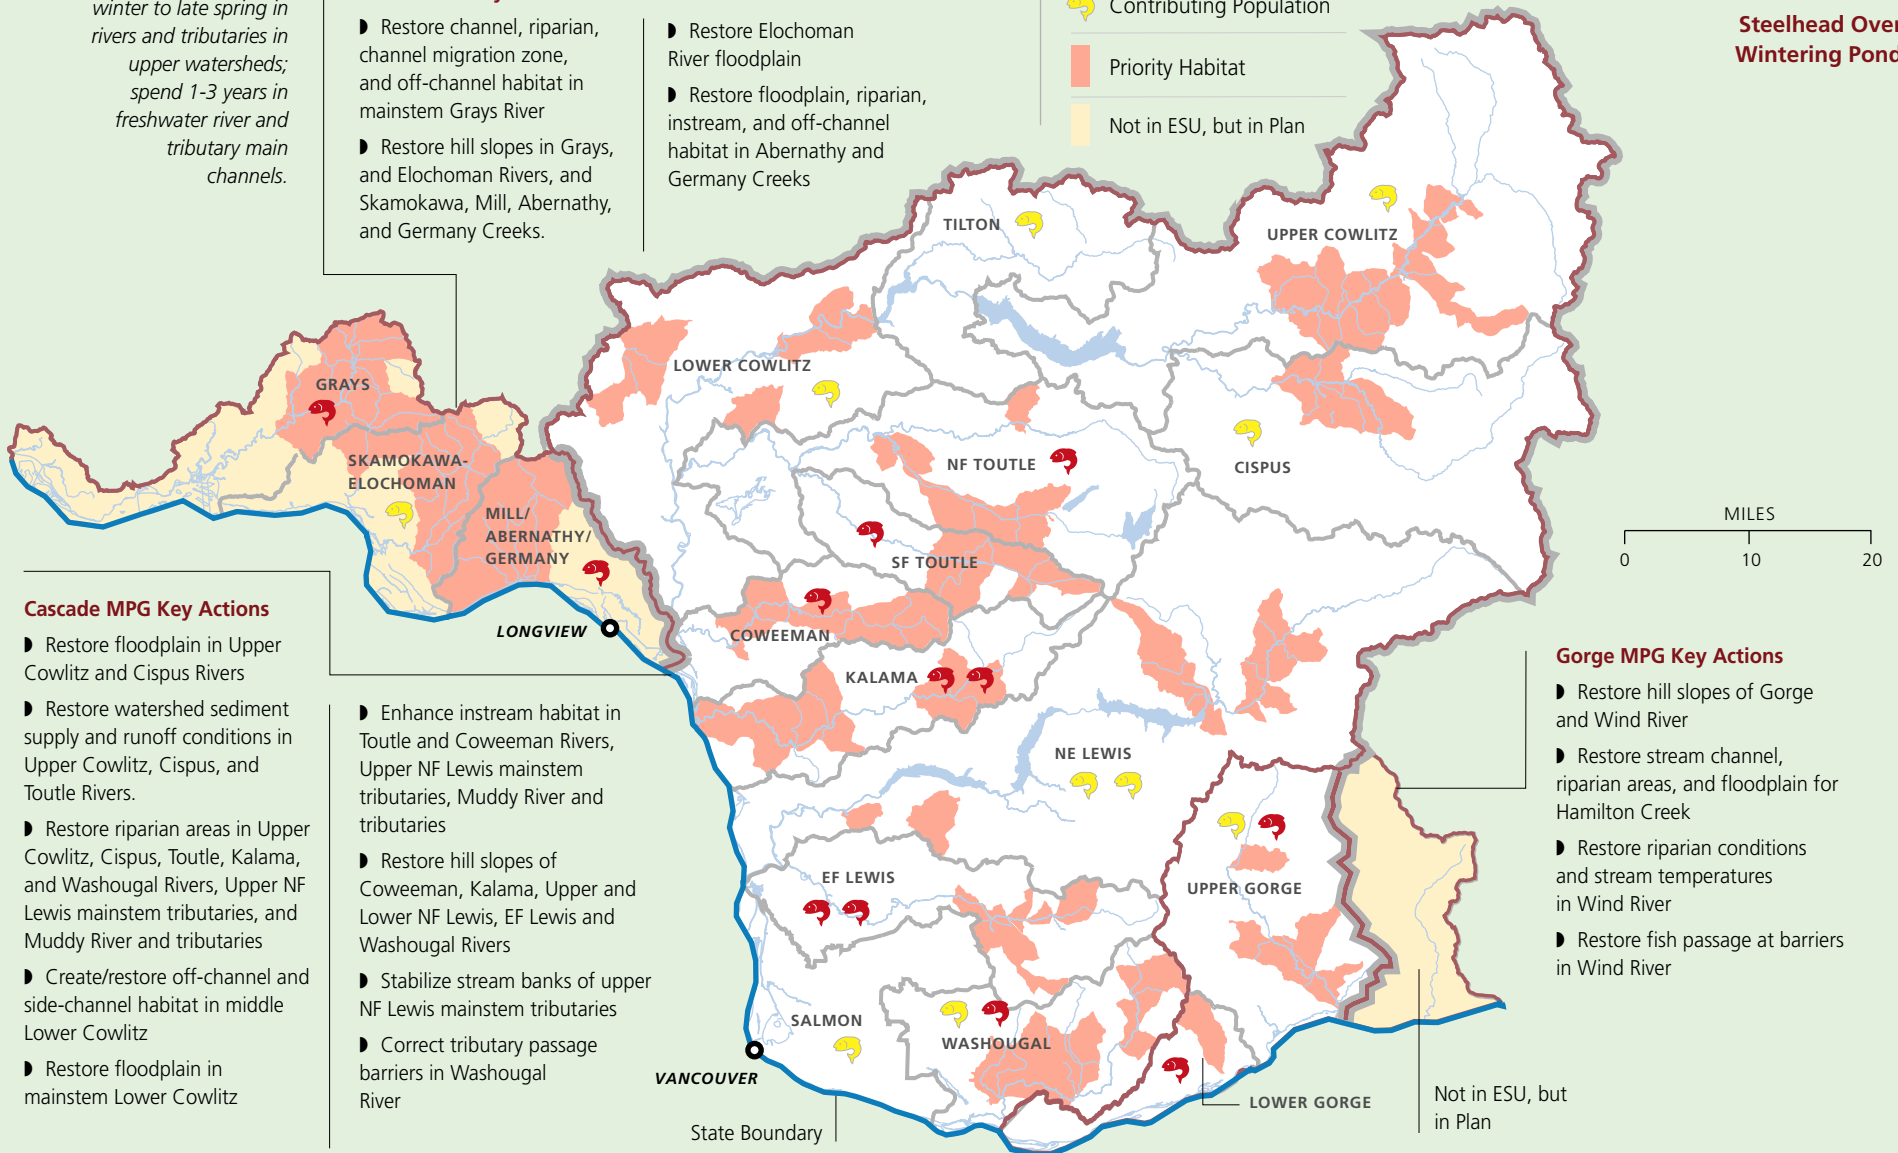 winter to late spring in
rivers and tributaries in
upper watersheds;
spend 1-3 years in
freshwater river and
tributary main
channels.
◗ Restore channel, riparian,
channel migration zone,
and off-channel habitat in
mainstem Grays River
◗ Restore hill slopes in Grays,
and Elochoman Rivers, and
Skamokawa, Mill, Abernathy,
and Germany Creeks.
◗ Restore Elochoman
River floodplain
◗ Restore floodplain, riparian,
instream, and off-channel
habitat in Abernathy and
Germany Creeks
Contributing Population
Priority Habitat
Not in ESU, but in Plan
Steelhead Over
Wintering Pond
TILTON
UPPER COWLITZ
LOWER COWLITZ
GRAYS
SKAMOKAWA-
ELOCHOMAN
MILL/
ABERNATHY/
GERMANY
NF TOUTLE
CISPUS
SF TOUTLE
COWEEMAN
KALAMA
LONGVIEW
NE LEWIS
EF LEWIS
UPPER GORGE
SALMON
WASHOUGAL
VANCOUVER
LOWER GORGE
State Boundary
Not in ESU, but
in Plan
MILES
0 10 20
Cascade MPG Key Actions
◗ Restore floodplain in Upper
Cowlitz and Cispus Rivers
◗ Restore watershed sediment
supply and runoff conditions in
Upper Cowlitz, Cispus, and
Toutle Rivers.
◗ Restore riparian areas in Upper
Cowlitz, Cispus, Toutle, Kalama,
and Washougal Rivers, Upper NF
Lewis mainstem tributaries, and
Muddy River and tributaries
◗ Create/restore off-channel and
side-channel habitat in middle
Lower Cowlitz
◗ Restore floodplain in
mainstem Lower Cowlitz
◗ Enhance instream habitat in
Toutle and Coweeman Rivers,
Upper NF Lewis mainstem
tributaries, Muddy River and
tributaries
◗ Restore hill slopes of
Coweeman, Kalama, Upper and
Lower NF Lewis, EF Lewis and
Washougal Rivers
◗ Stabilize stream banks of upper
NF Lewis mainstem tributaries
◗ Correct tributary passage
barriers in Washougal
River
Gorge MPG Key Actions
◗ Restore hill slopes of Gorge
and Wind River
◗ Restore stream channel,
riparian areas, and floodplain for
Hamilton Creek
◗ Restore riparian conditions
and stream temperatures
in Wind River
◗ Restore fish passage at barriers
in Wind River